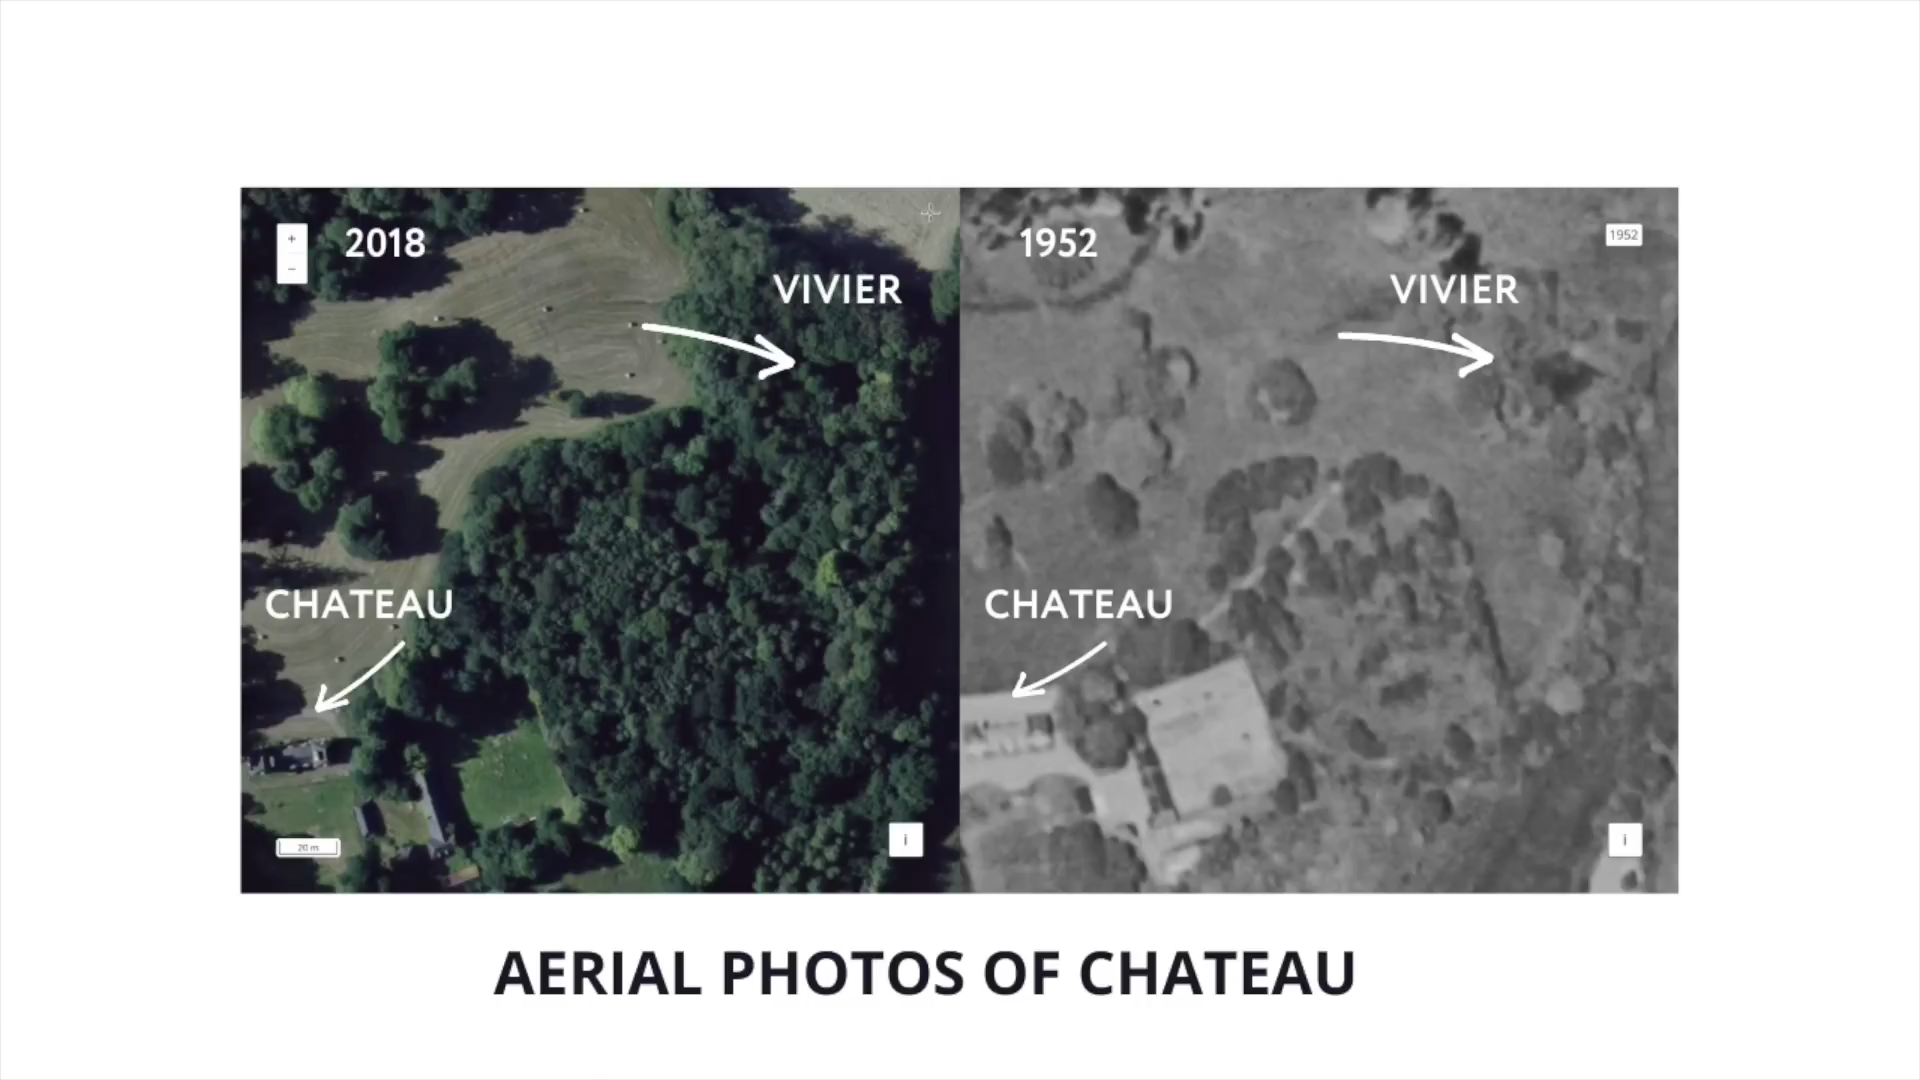 2018
VIVIER
CHATEAU
20 m
i
1952
1952
VIVIER
CHATEAU
i
AERIAL PHOTOS OF CHATEAU